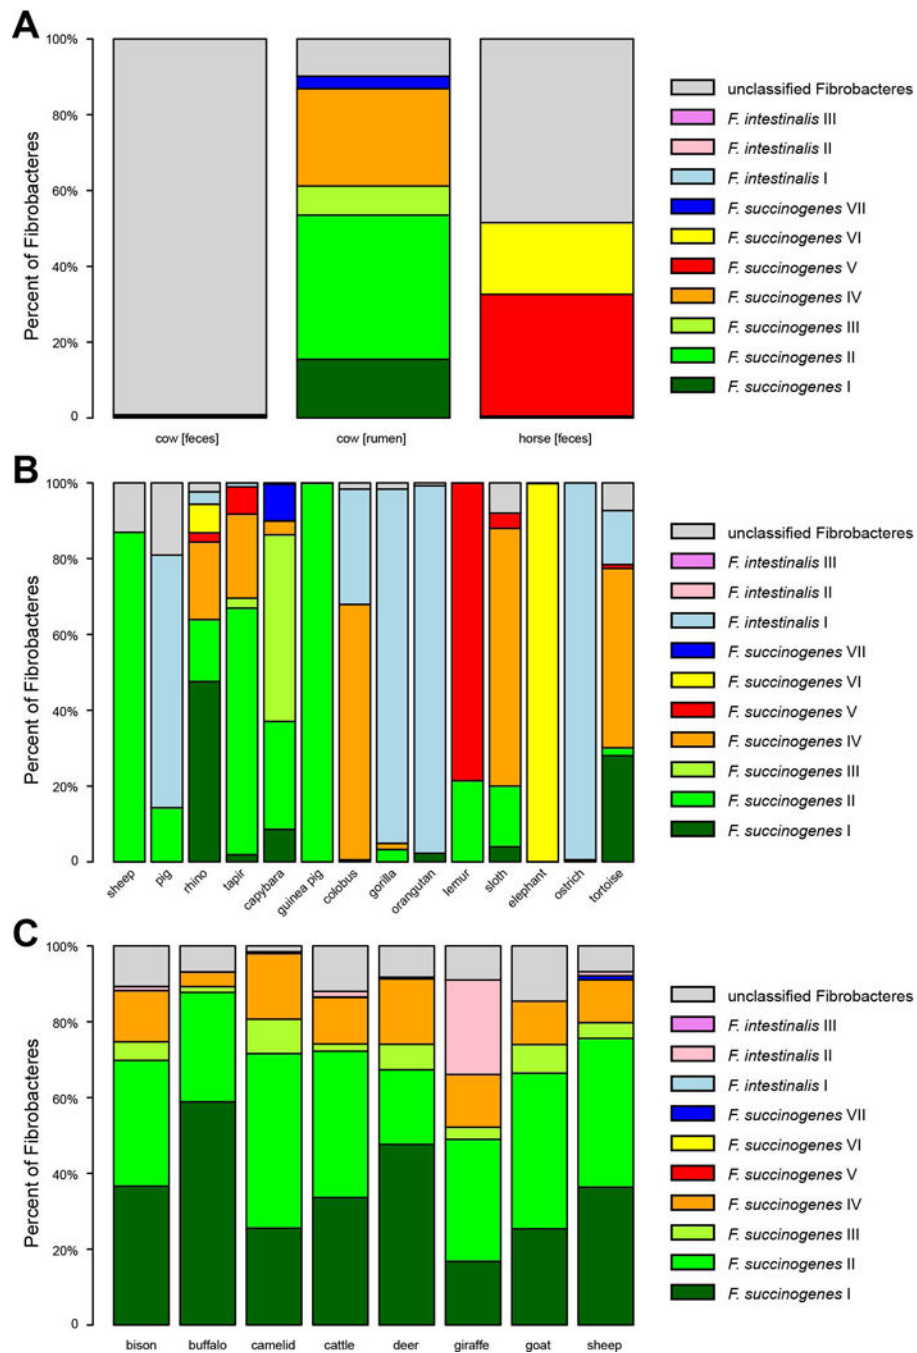 A
Percent of Fibrobacteres
100%
80%
60%
40%
20%
0
cow [feces]
cow [rumen]
horse [feces]
unclassified Fibrobacteres
F. intestinalis III
F. intestinalis II
F. intestinalis I
F. succinogenes VII
F. succinogenes VI
F. succinogenes V
F. succinogenes IV
F. succinogenes III
F. succinogenes II
F. succinogenes I
B
Percent of Fibrobacteres
100%
80%
60%
40%
20%
0
sheep
pig
rhino
tapir
capybara
guinea pig
colobus
gorilla
orangutan
lemur
sloth
elephant
ostrich
tortoise
unclassified Fibrobacteres
F. intestinalis III
F. intestinalis II
F. intestinalis I
F. succinogenes VII
F. succinogenes VI
F. succinogenes V
F. succinogenes IV
F. succinogenes III
F. succinogenes II
F. succinogenes I
C
Percent of Fibrobacteres
100%
80%
60%
40%
20%
0
bison
buffalo
camelid
cattle
deer
giraffe
goat
sheep
unclassified Fibrobacteres
F. intestinalis III
F. intestinalis II
F. intestinalis I
F. succinogenes VII
F. succinogenes VI
F. succinogenes V
F. succinogenes IV
F. succinogenes III
F. succinogenes II
F. succinogenes I